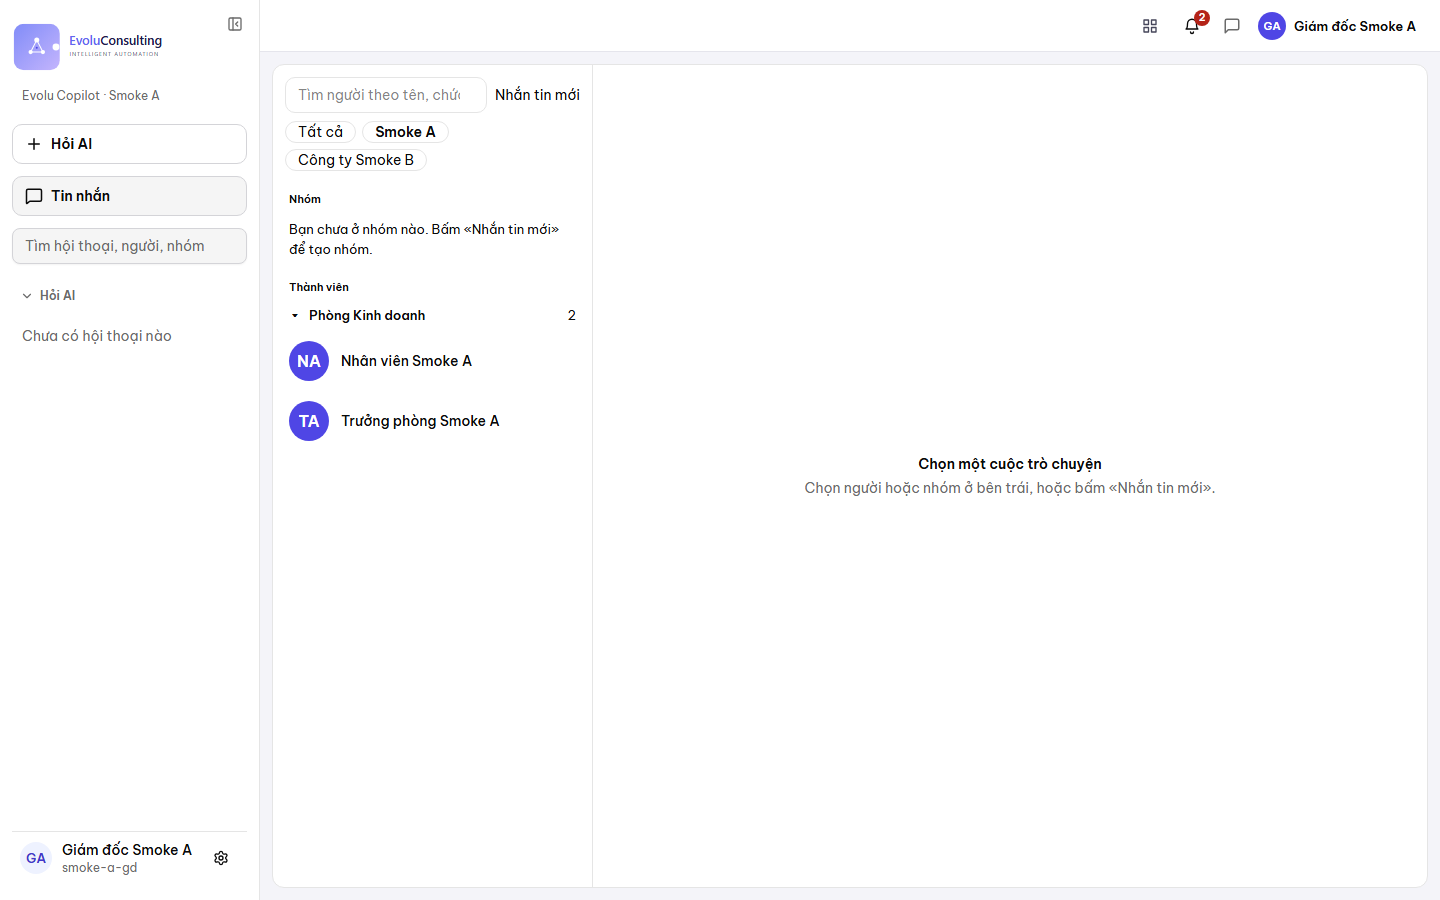 EvoluConsulting
INTELLIGENT AUTOMATION
Evolu Copilot · Smoke A
Hỏi AI
Tin nhắn
Tìm hội thoại, người, nhóm
Hỏi AI
Chưa có hội thoại nào
Giám đốc Smoke A
smoke-a-gd
GA
2
GA
Giám đốc Smoke A
Tìm người theo tên, chức
Nhắn tin mới
Tất cả
Smoke A
Công ty Smoke B
Nhóm
Bạn chưa ở nhóm nào. Bấm «Nhắn tin mới»
để tạo nhóm.
Thành viên
Phòng Kinh doanh
2
NA
Nhân viên Smoke A
TA
Trưởng phòng Smoke A
Chọn một cuộc trò chuyện
Chọn người hoặc nhóm ở bên trái, hoặc bấm «Nhắn tin mới».